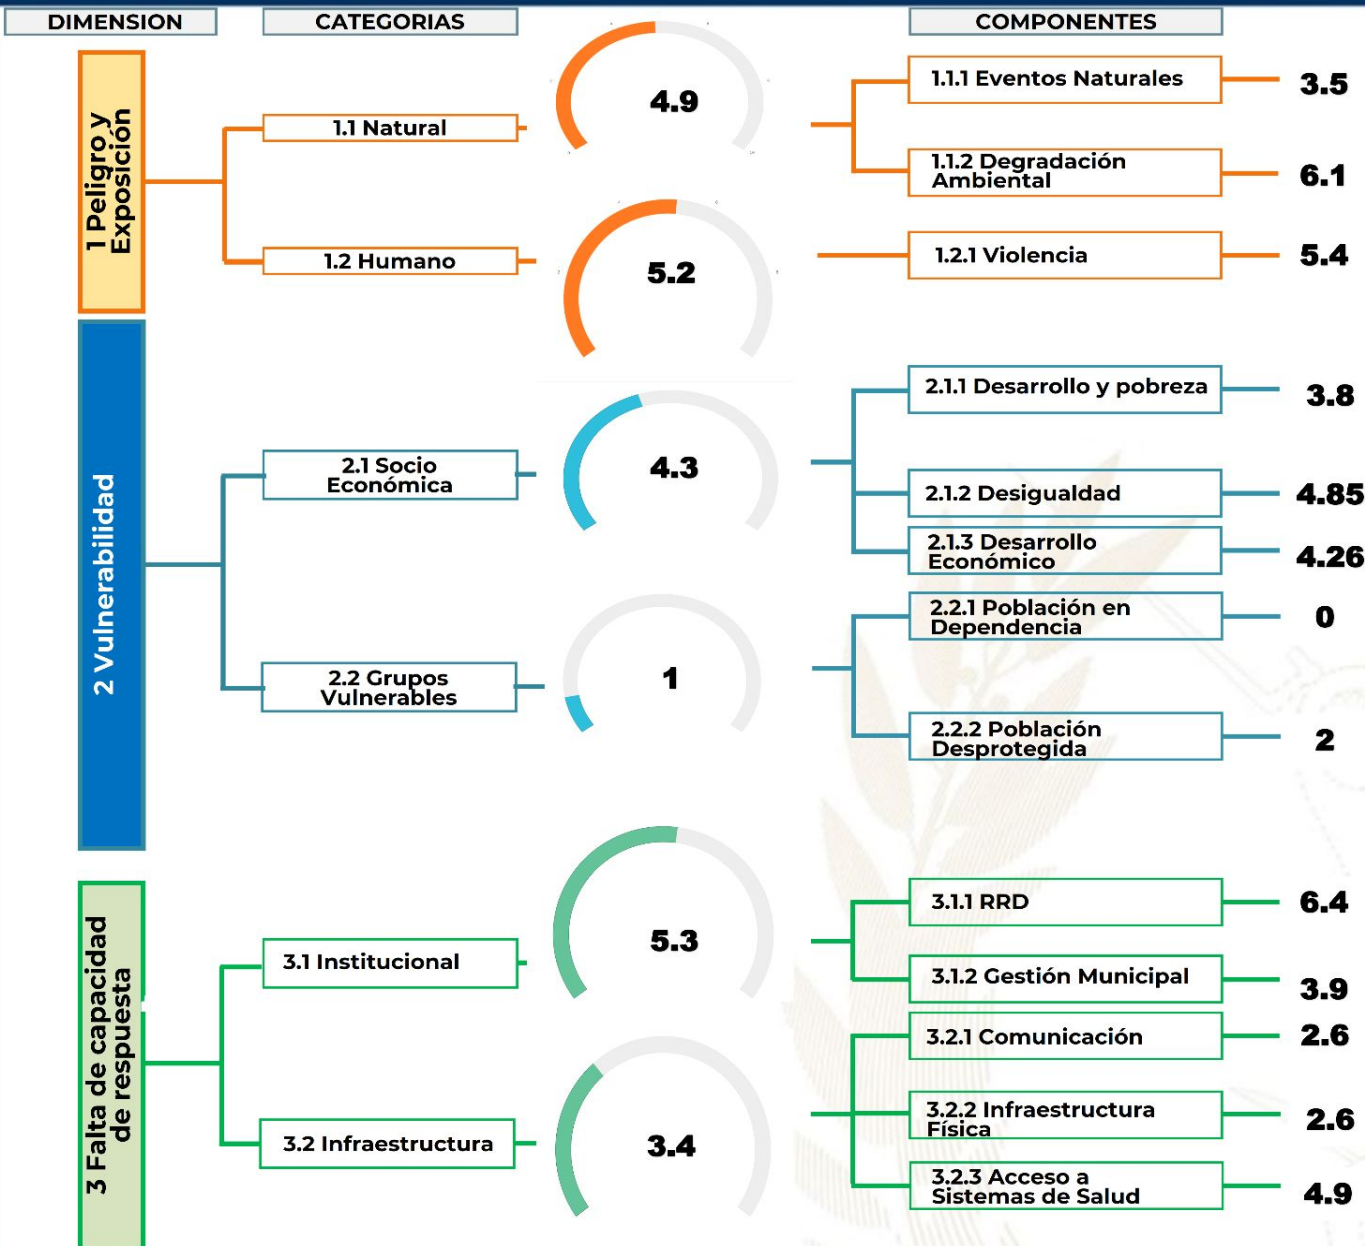 DIMENSION
CATEGORIAS
COMPONENTES
1 Peligro y
Exposición
1.1 Natural
4.9
1.1.1 Eventos Naturales
3.5
1.1.2 Degradación
Ambiental
6.1
1.2 Humano
5.2
1.2.1 Violencia
5.4
2 Vulnerabilidad
2.1 Socio
Económica
4.3
2.1.1 Desarrollo y pobreza
3.8
2.1.2 Desigualdad
4.85
2.1.3 Desarrollo
Económico
4.26
2.2 Grupos
Vulnerables
1
2.2.1 Población en
Dependencia
0
2.2.2 Población
Desprotegida
2
3 Falta de capacidad
de respuesta
3.1 Institucional
5.3
3.1.1 RRD
6.4
3.1.2 Gestión Municipal
3.9
3.2 Infraestructura
3.4
3.2.1 Comunicación
2.6
3.2.2 Infraestructura
Física
2.6
3.2.3 Acceso a
Sistemas de Salud
4.9